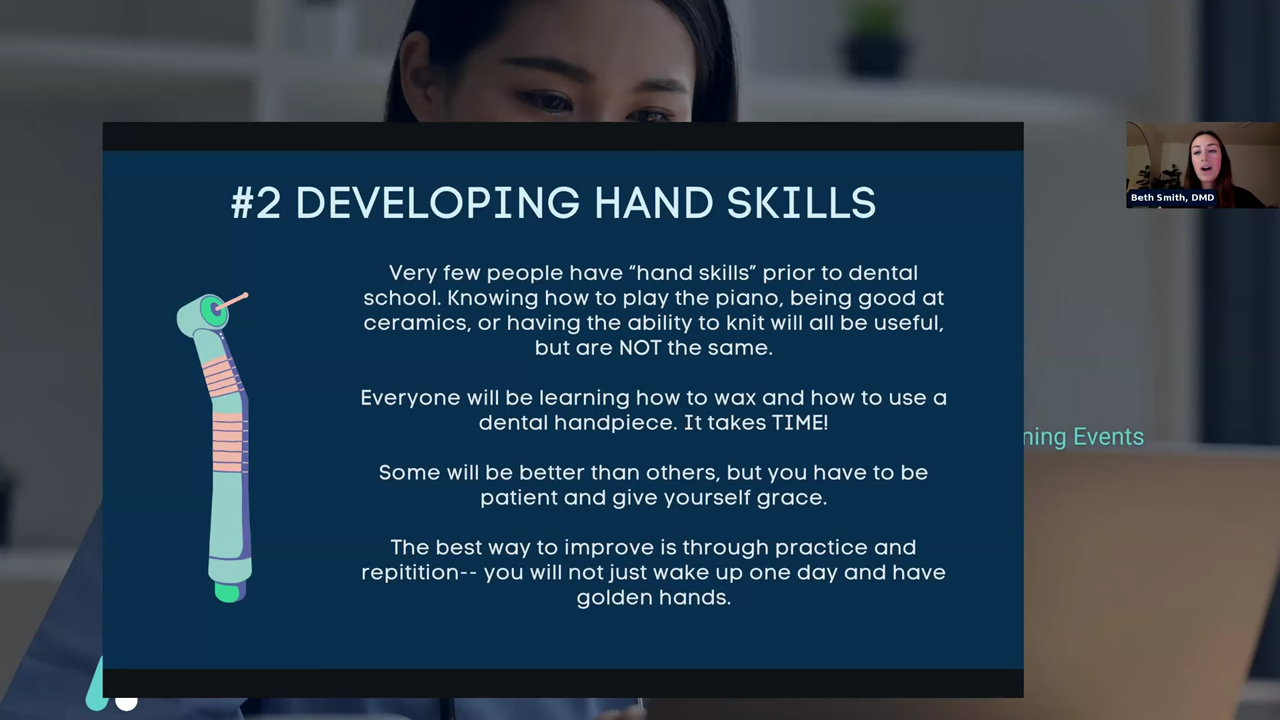 #2 DEVELOPING HAND SKILLS
Very few people have “hand skills” prior to dental
school. Knowing how to play the piano, being good at
ceramics, or having the ability to knit will all be useful,
but are NOT the same.
Everyone will be learning how to wax and how to use a
dental handpiece. It takes TIME!
Some will be better than others, but you have to be
patient and give yourself grace.
The best way to improve is through practice and
repitition-- you will not just wake up one day and have
golden hands.
Beth Smith, DMD
ning Events